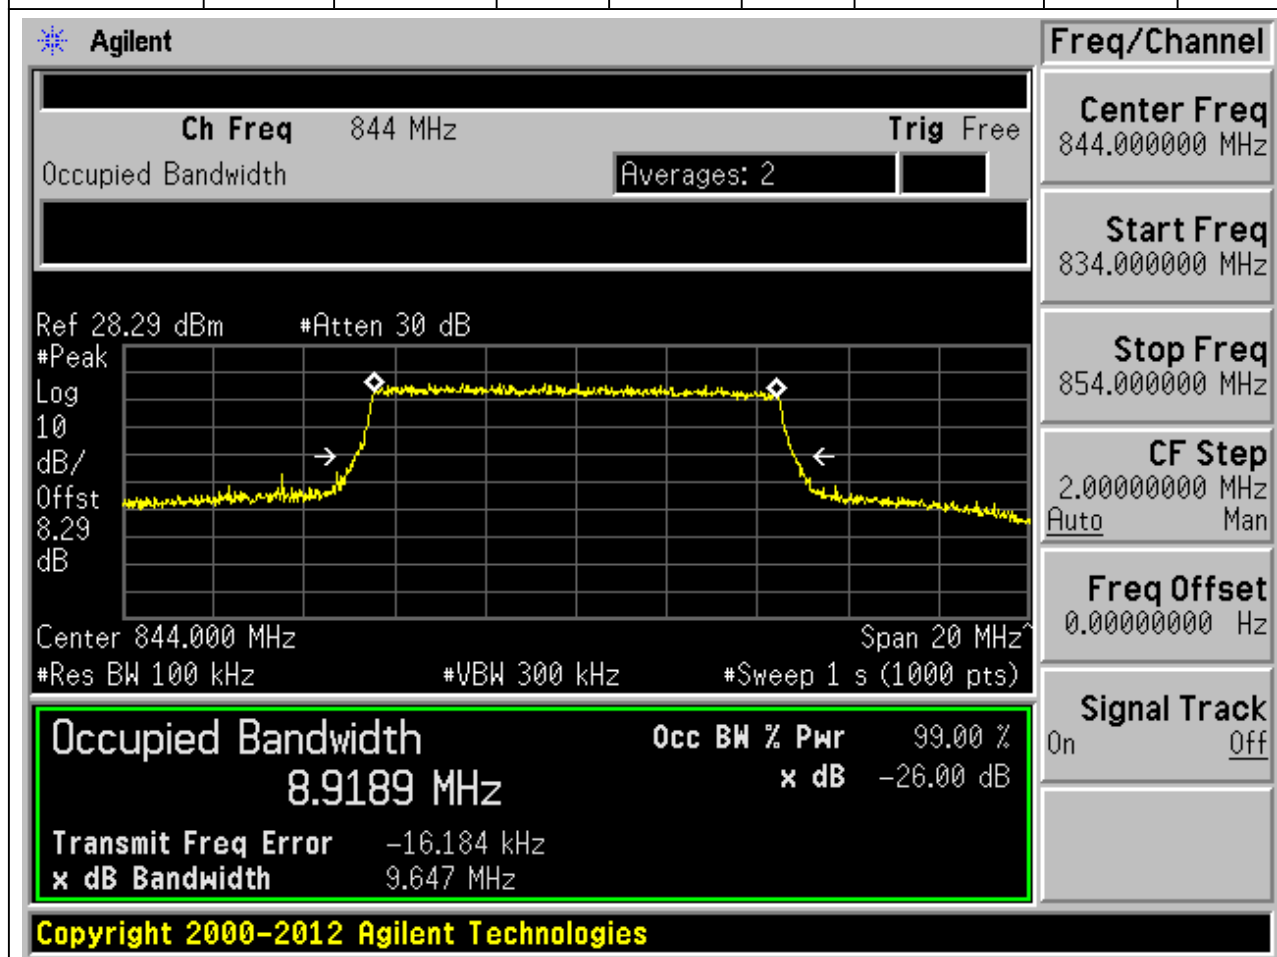 Agilent
Freq/Channel
Ch Freq 844 MHz Trig Free
Occupied Bandwidth Averages: 2
Center Freq
844.000000 MHz
Start Freq
834.000000 MHz
Stop Freq
854.000000 MHz
CF Step
2.00000000 MHz
Auto Man
Freq Offset
0.00000000 Hz
Signal Track
On Off
Ref 28.29 dBm #Atten 30 dB
#Peak
Log
10
dB/
Offst
8.29
dB
Center 844.000 MHz Span 20 MHz^
#Res BW 100 kHz #VBW 300 kHz #Sweep 1 s (1000 pts)
Occupied Bandwidth Occ BW % Pwr 99.00 %
8.9189 MHz x dB -26.00 dB
Transmit Freq Error -16.184 kHz
x dB Bandwidth 9.647 MHz
Copyright 2000-2012 Agilent Technologies